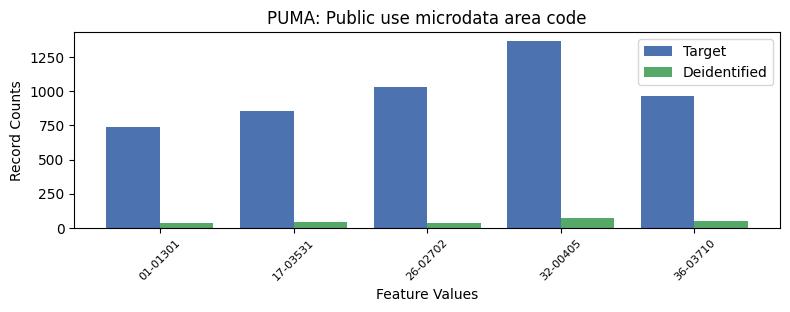 PUMA: Public use microdata area code
Target
Deidentified
1250
1000
750
500
250
0
Record Counts
01-01301
17-03531
26-02702
32-00405
36-03710
Feature Values